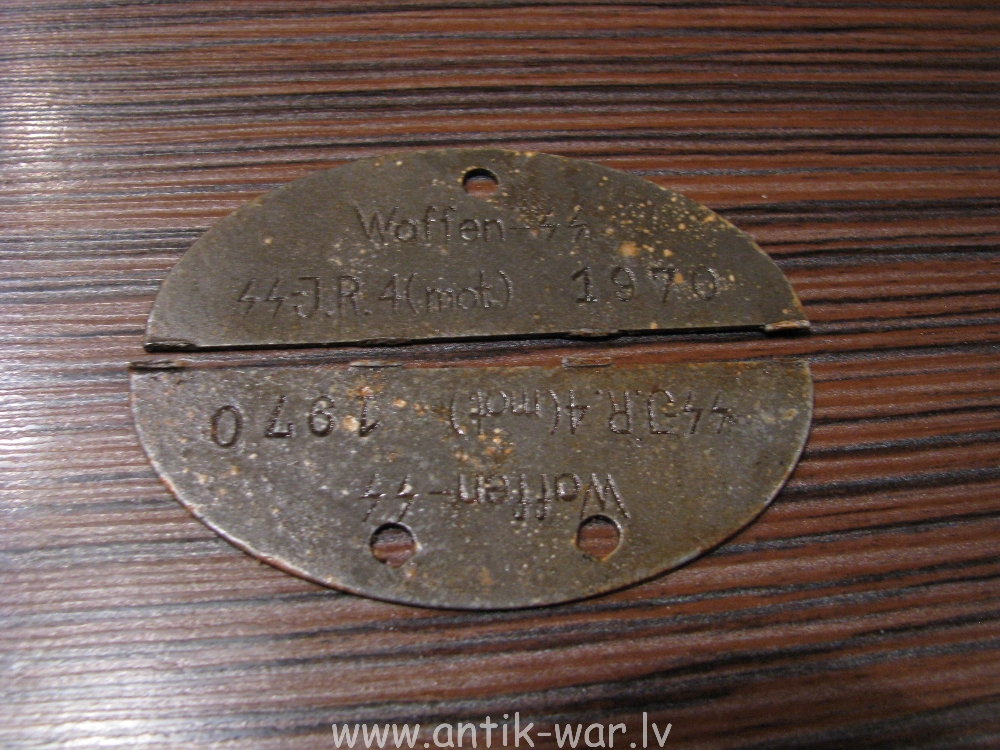 Waffen-ᛋᛋ
ᛋᛋ-J.R. 4(mot.) 1970
ᛋᛋ-J.R. 4(mot.) 1970
Waffen-ᛋᛋ
www.antik-war.lv